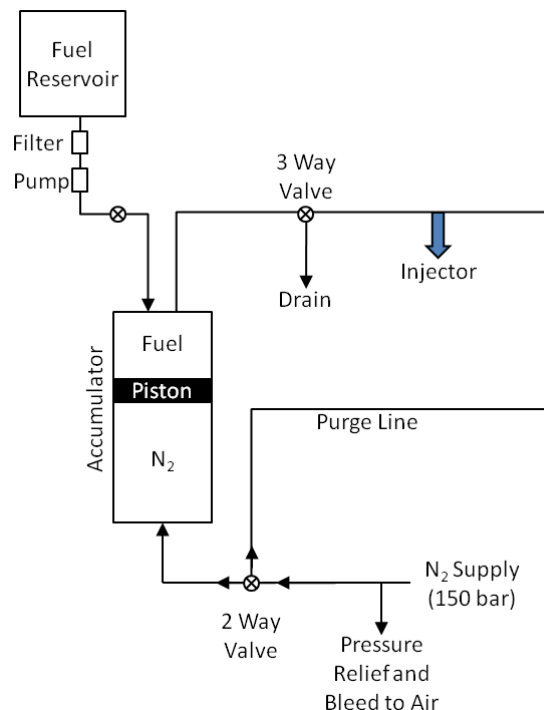 Fuel
Reservoir
Filter
Pump
3 Way
Valve
Drain
Injector
Accumulator
Fuel
Piston
N₂
Purge Line
2 Way
Valve
N₂ Supply
(150 bar)
Pressure
Relief and
Bleed to Air